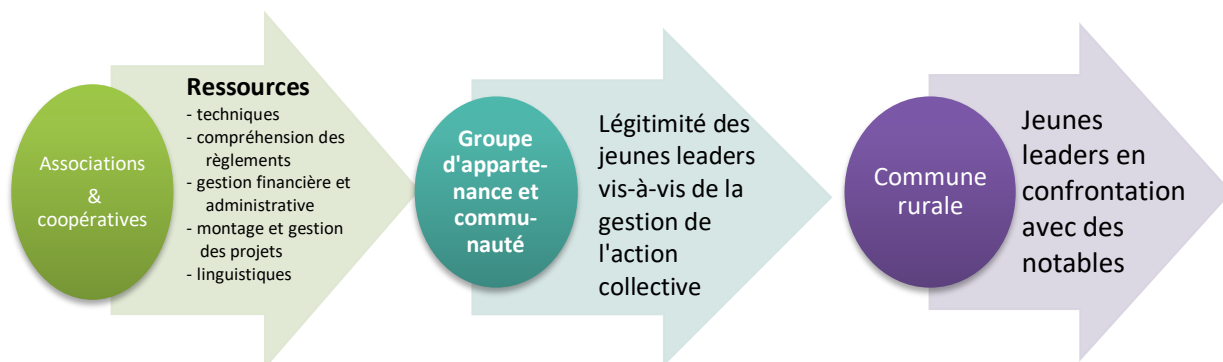 Associations
&
coopératives
Ressources
- techniques
- compréhension des
règlements
- gestion financière et
administrative
- montage et gestion
des projets
- linguistiques
Groupe
d'apparte-
nance et
commu-
nauté
Légitimité des
jeunes leaders
vis-à-vis de la
gestion de
l'action
collective
Commune
rurale
Jeunes
leaders en
confrontation
avec des
notables